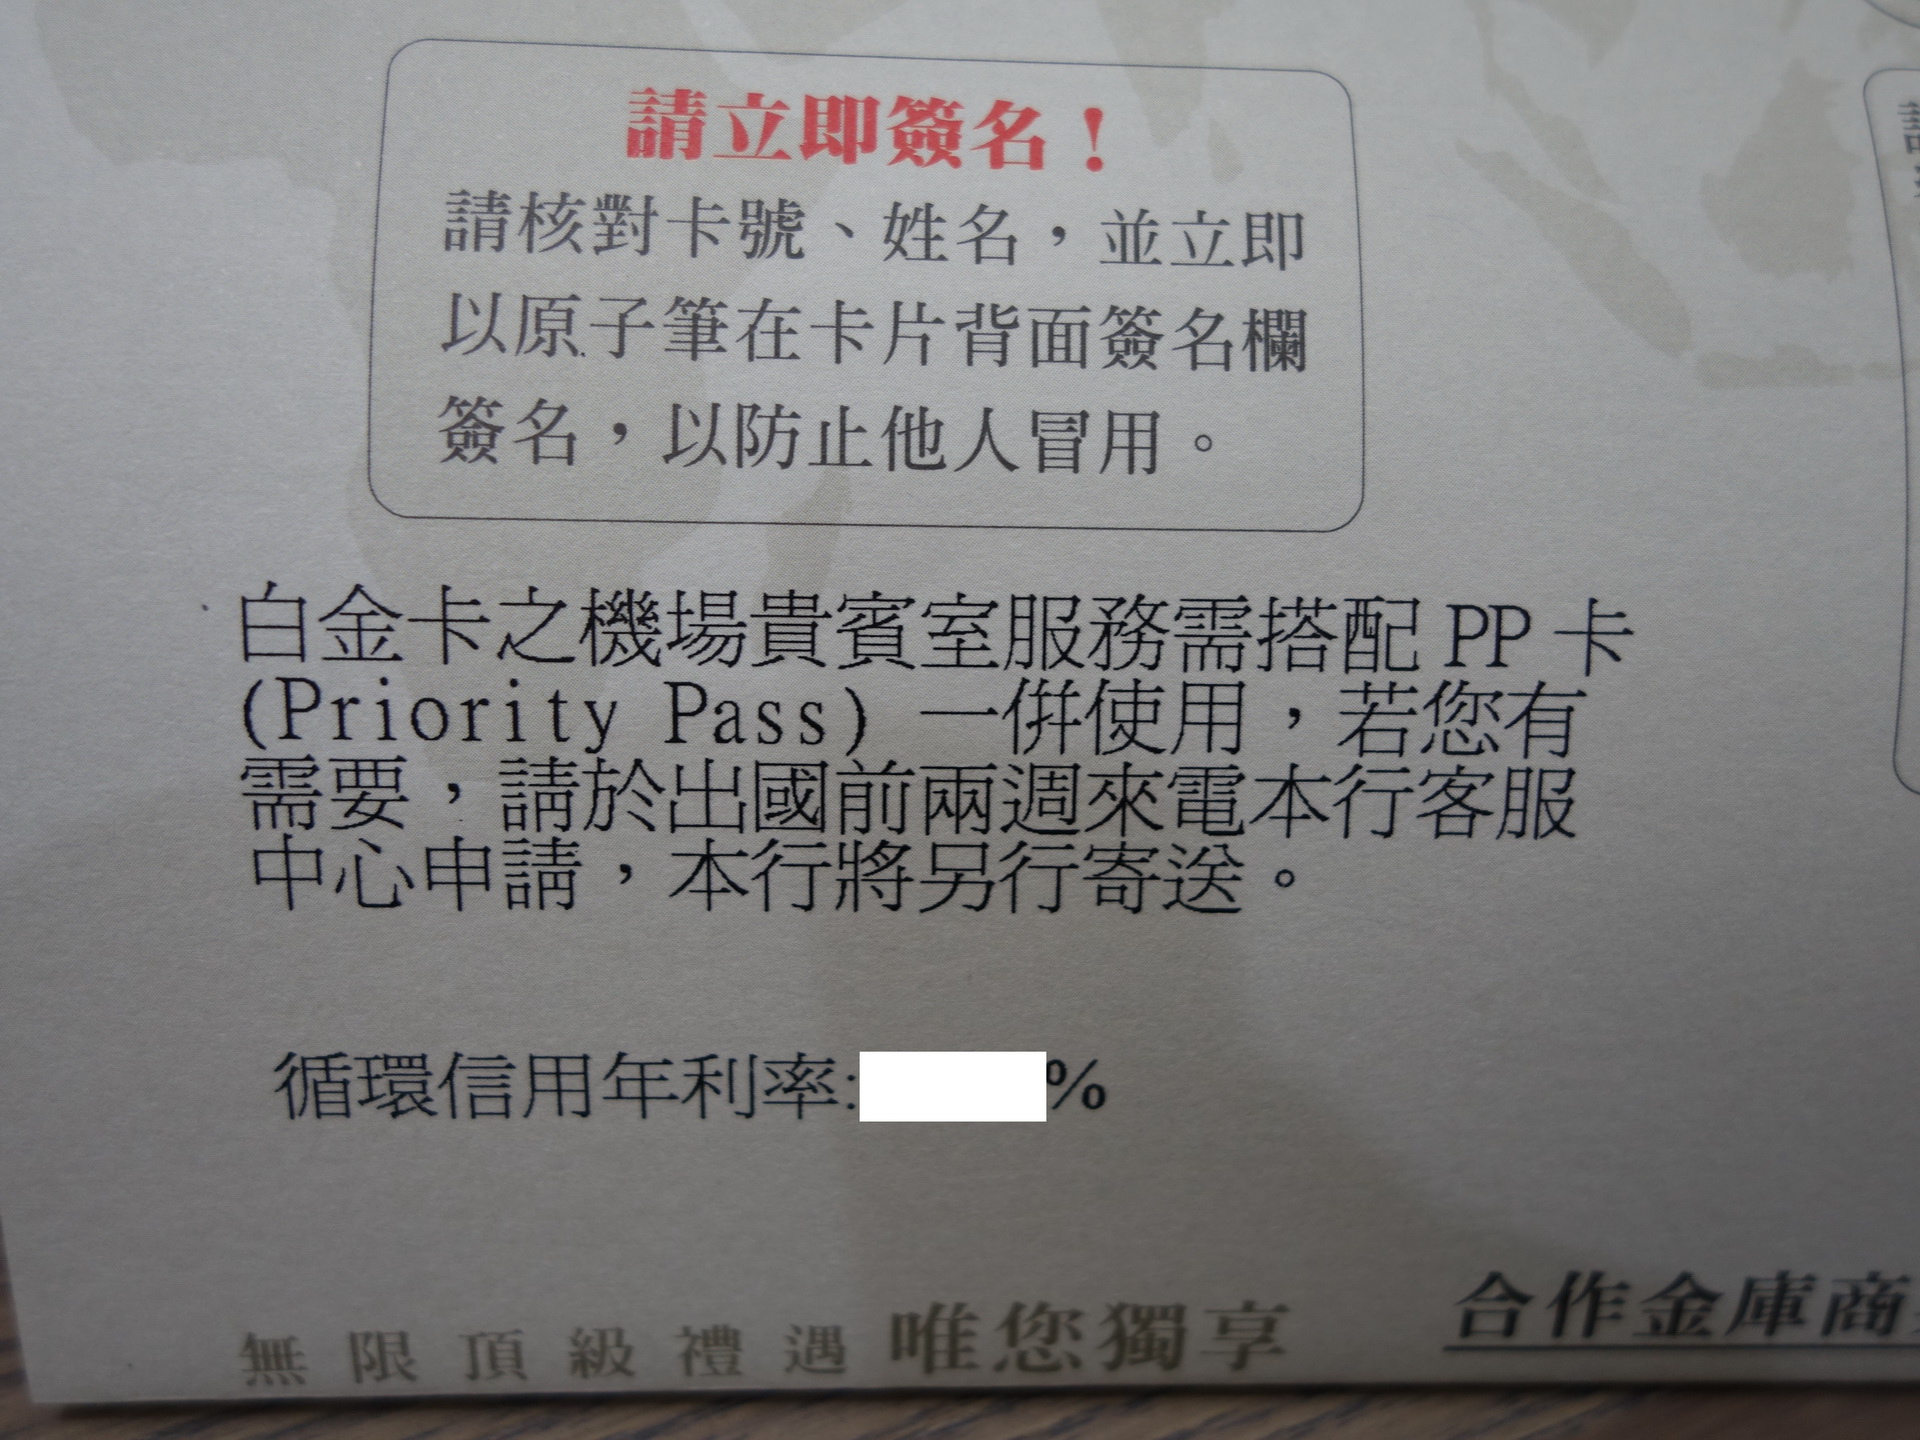 請立即簽名！
請核對卡號、姓名，並立即
以原子筆在卡片背面簽名欄
簽名，以防止他人冒用。
白金卡之機場貴賓室服務需搭配 PP 卡
(Priority Pass) 一併使用，若您有
需要，請於出國前兩週來電本行客服
中心申請，本行將另行寄送。
循環信用年利率: %
無限頂級禮遇 唯您獨享
合作金庫商